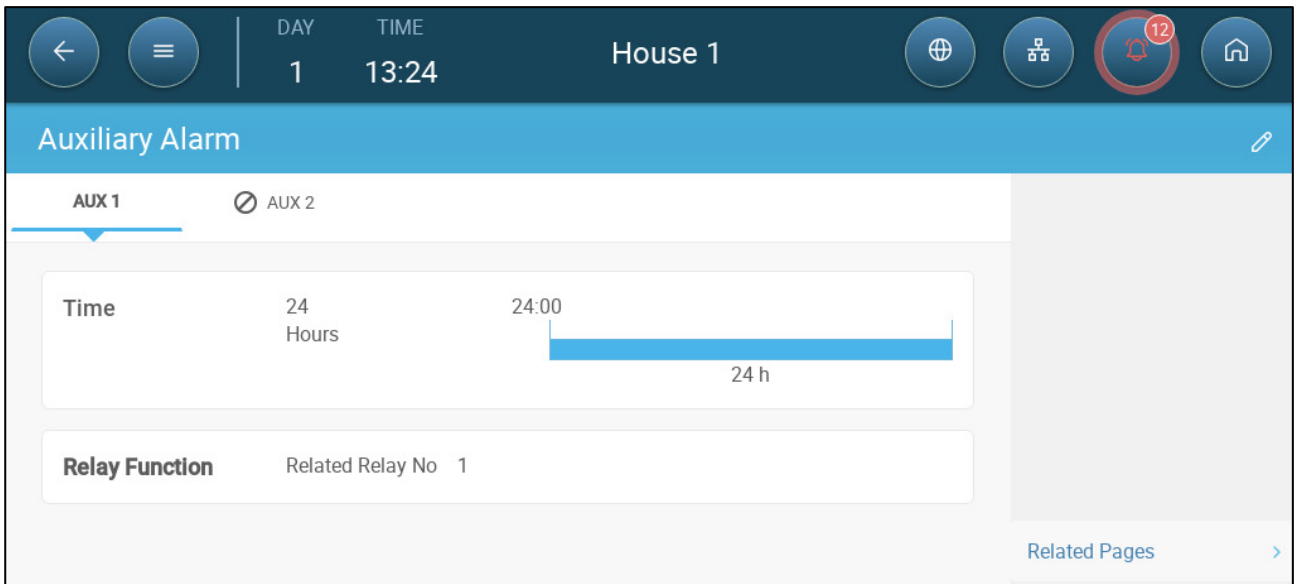 DAY TIME
1 13:24
House 1
12
Auxiliary Alarm
AUX 1 AUX 2
Time 24 Hours 24:00
24 h
Relay Function Related Relay No 1
Related Pages